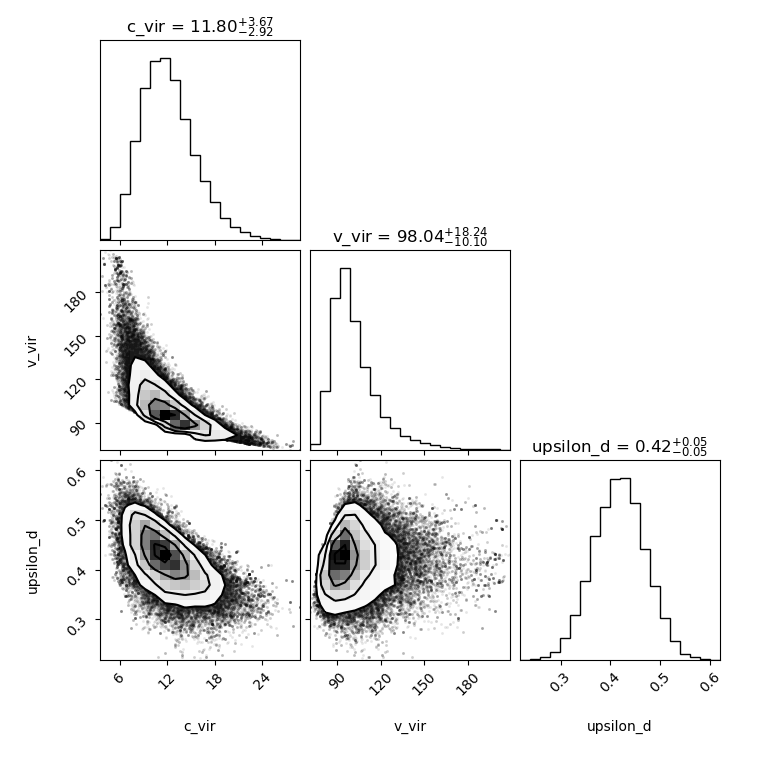 c_vir = 11.80+3.67−2.92
v_vir = 98.04+18.24−10.10
180
150
120
90
v_vir
upsilon_d = 0.42+0.05−0.05
0.6
0.5
0.4
0.3
upsilon_d
6 12 18 24
90 120 150 180
0.3 0.4 0.5 0.6
c_vir
v_vir
upsilon_d